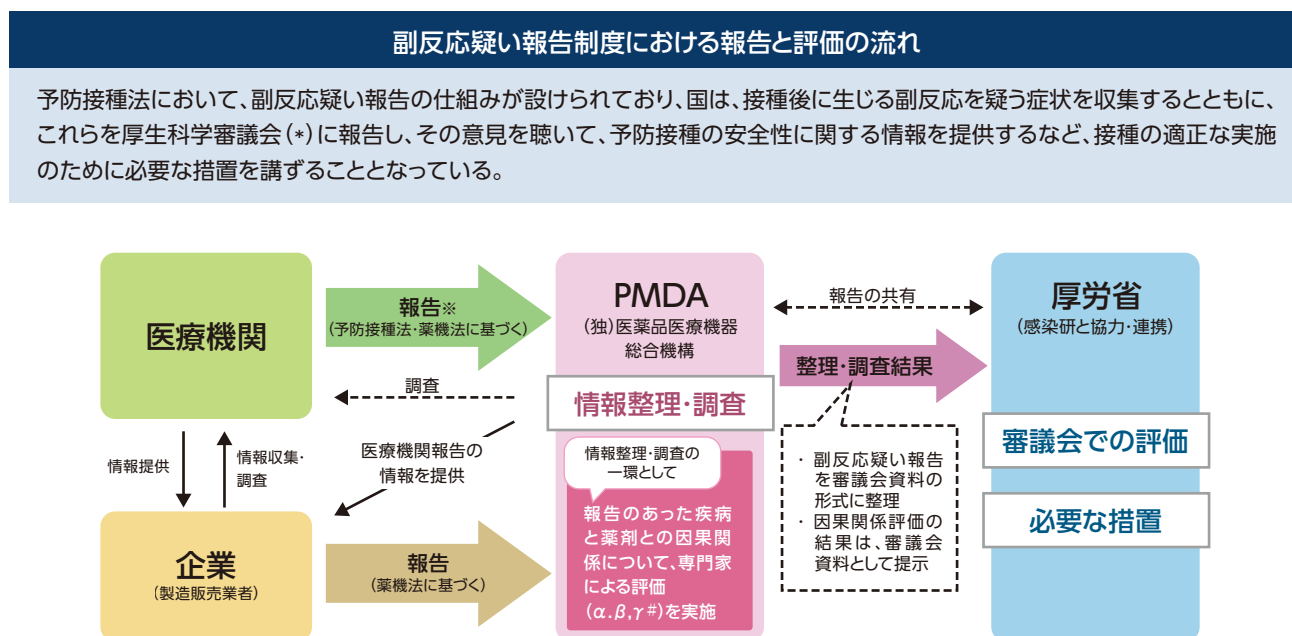 副反応疑い報告制度における報告と評価の流れ
予防接種法において、副反応疑い報告の仕組みが設けられており、国は、接種後に生じる副反応を疑う症状を収集するとともに、
これらを厚生科学審議会(*)に報告し、その意見を聴いて、予防接種の安全性に関する情報を提供するなど、接種の適正な実施
のために必要な措置を講ずることとなっている。
医療機関
報告※
(予防接種法・薬機法に基づく)
調査
情報提供
情報収集・
調査
医療機関報告の
情報を提供
企業
(製造販売業者)
報告
(薬機法に基づく)
PMDA
(独)医薬品医療機器
総合機構
情報整理・調査
情報整理・調査の
一環として
報告のあった疾病
と薬剤との因果関
係について、専門家
による評価
(α.β,γ#)を実施
報告の共有
整理・調査結果
・ 副反応疑い報告
を審議会資料の
形式に整理
・ 因果関係評価の
結果は、審議会
資料として提示
厚労省
(感染研と協力・連携)
審議会での評価
必要な措置